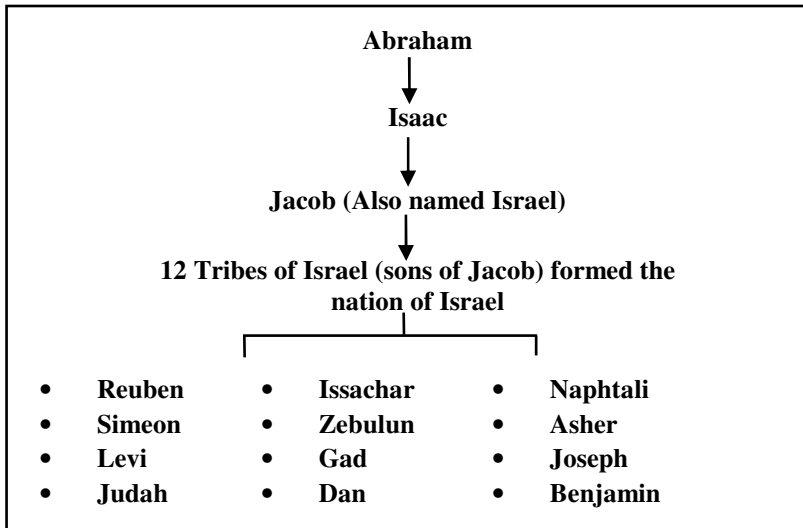 Abraham
Isaac
Jacob (Also named Israel)
12 Tribes of Israel (sons of Jacob) formed the
nation of Israel
• Reuben
• Simeon
• Levi
• Judah
• Issachar
• Zebulun
• Gad
• Dan
• Naphtali
• Asher
• Joseph
• Benjamin